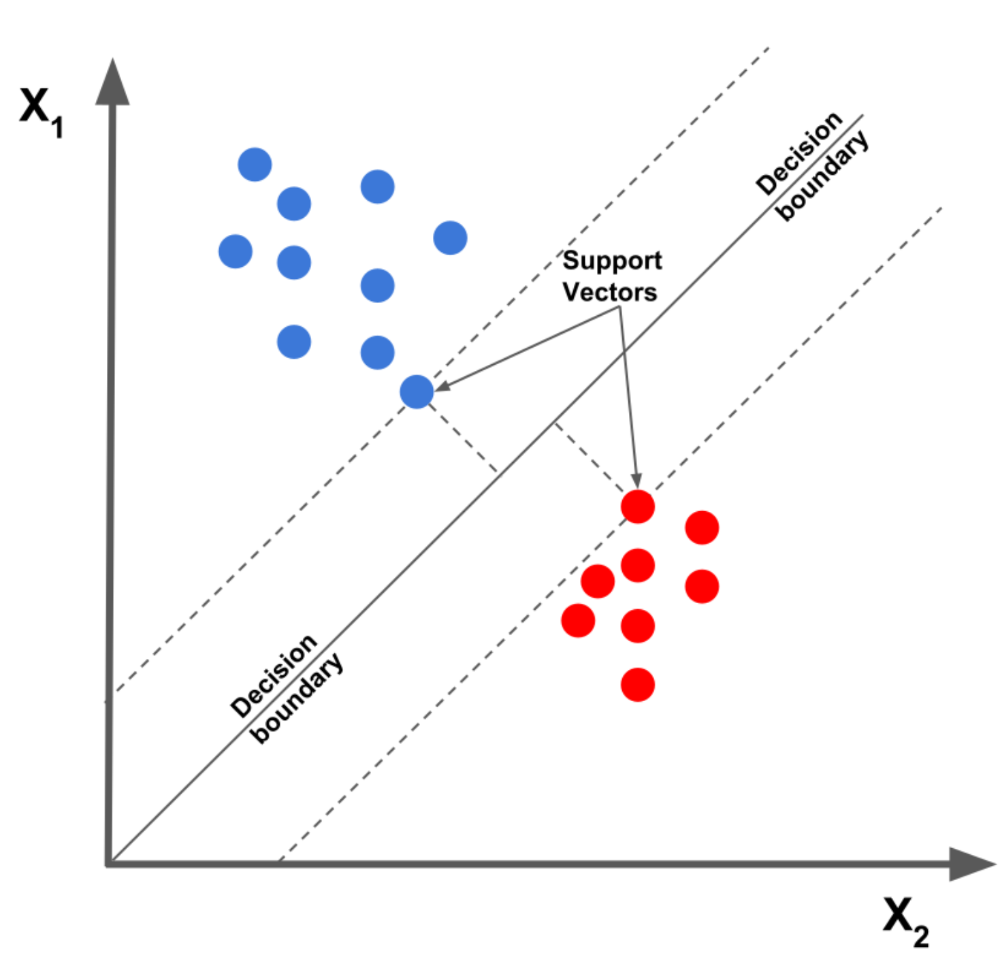 X₁
Decision
boundary
Support
Vectors
Decision
boundary
X₂